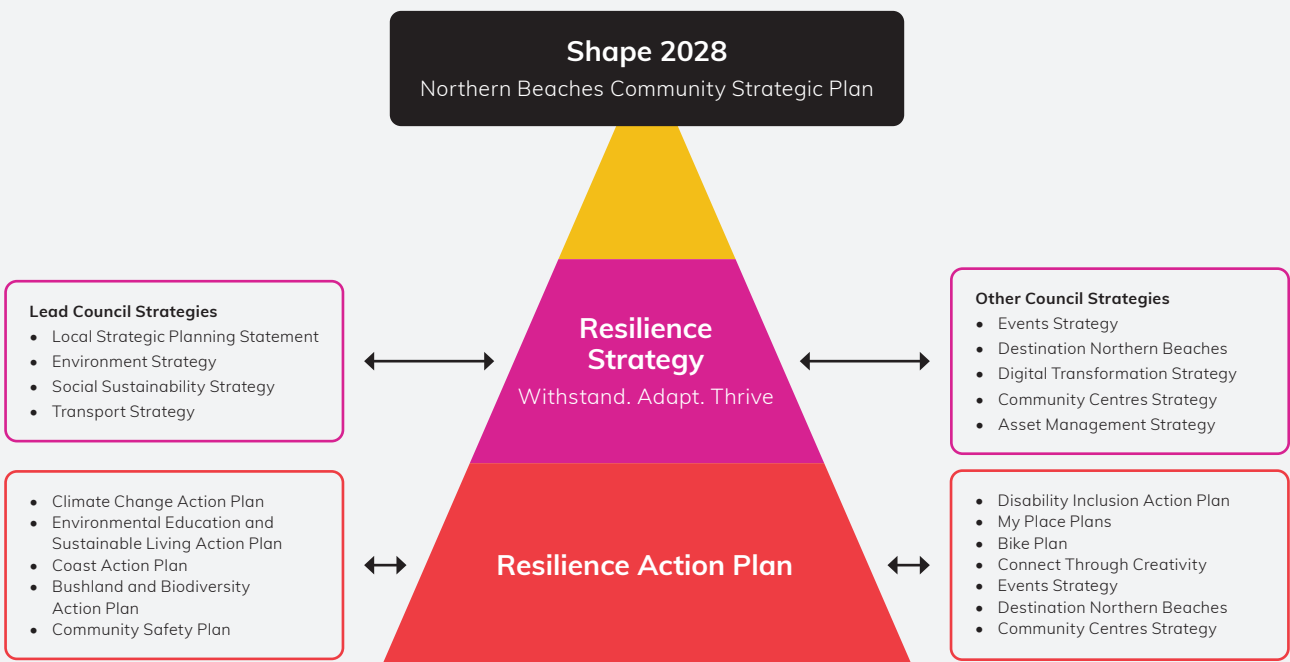 Shape 2028
Northern Beaches Community Strategic Plan
Lead Council Strategies
• Local Strategic Planning Statement
• Environment Strategy
• Social Sustainability Strategy
• Transport Strategy
Resilience
Strategy
Withstand. Adapt. Thrive
Other Council Strategies
• Events Strategy
• Destination Northern Beaches
• Digital Transformation Strategy
• Community Centres Strategy
• Asset Management Strategy
• Climate Change Action Plan
• Environmental Education and
Sustainable Living Action Plan
• Coast Action Plan
• Bushland and Biodiversity
Action Plan
• Community Safety Plan
Resilience Action Plan
• Disability Inclusion Action Plan
• My Place Plans
• Bike Plan
• Connect Through Creativity
• Events Strategy
• Destination Northern Beaches
• Community Centres Strategy